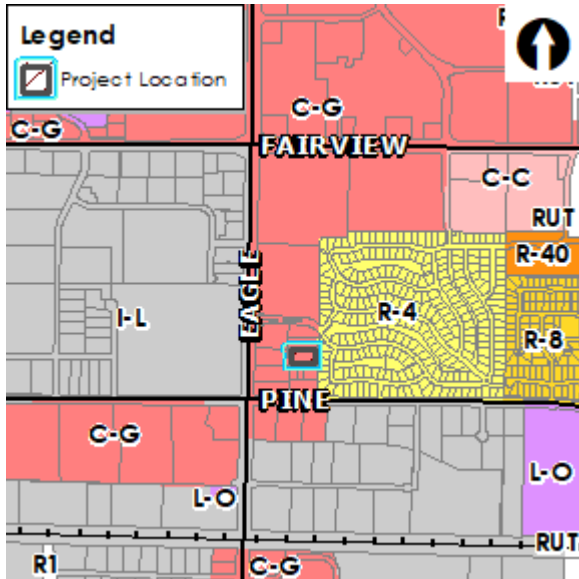 Legend
Project Location
C-G
C-G
FAIRVIEW
C-C
RUT
R-40
EAGLE
R-4
I-L
R-8
PINE
C-G
L-O
L-O
RUT
R1
C-G